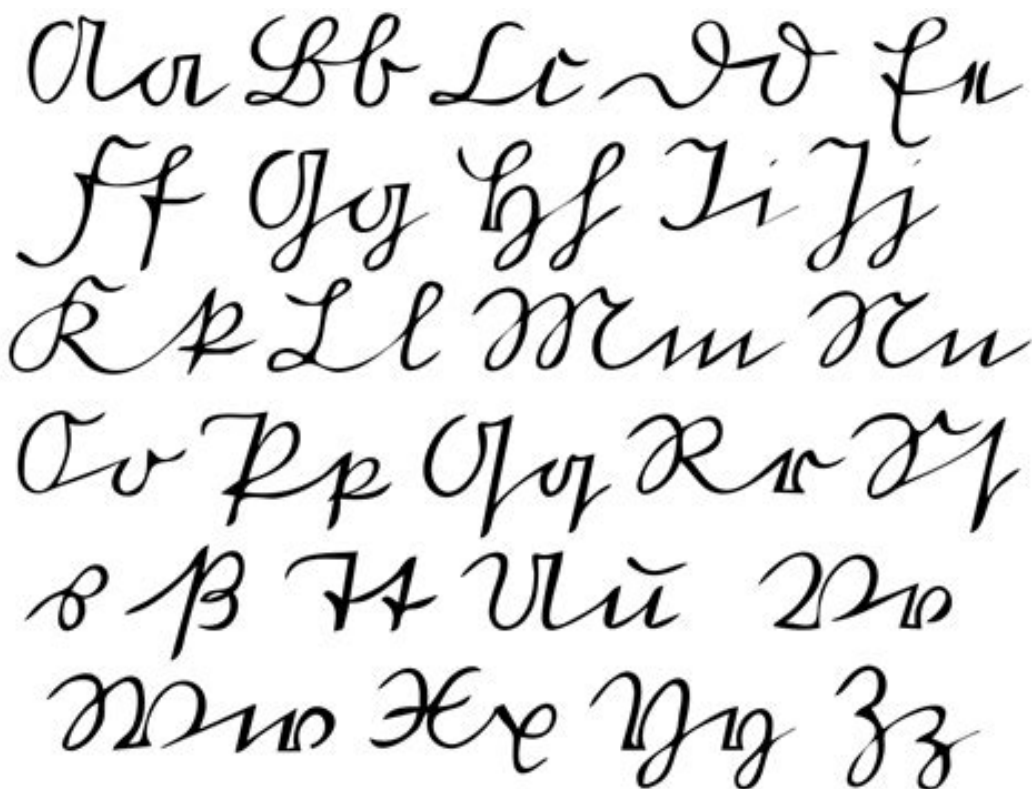 Aa Bb Cc Dd Ee
Ff Gg Hh Ii Jj
Kk Ll Mm Nn
Oo Pp Qq Rr Sſ
s ß Tt Uu Vv
Ww Xx Yy Zz